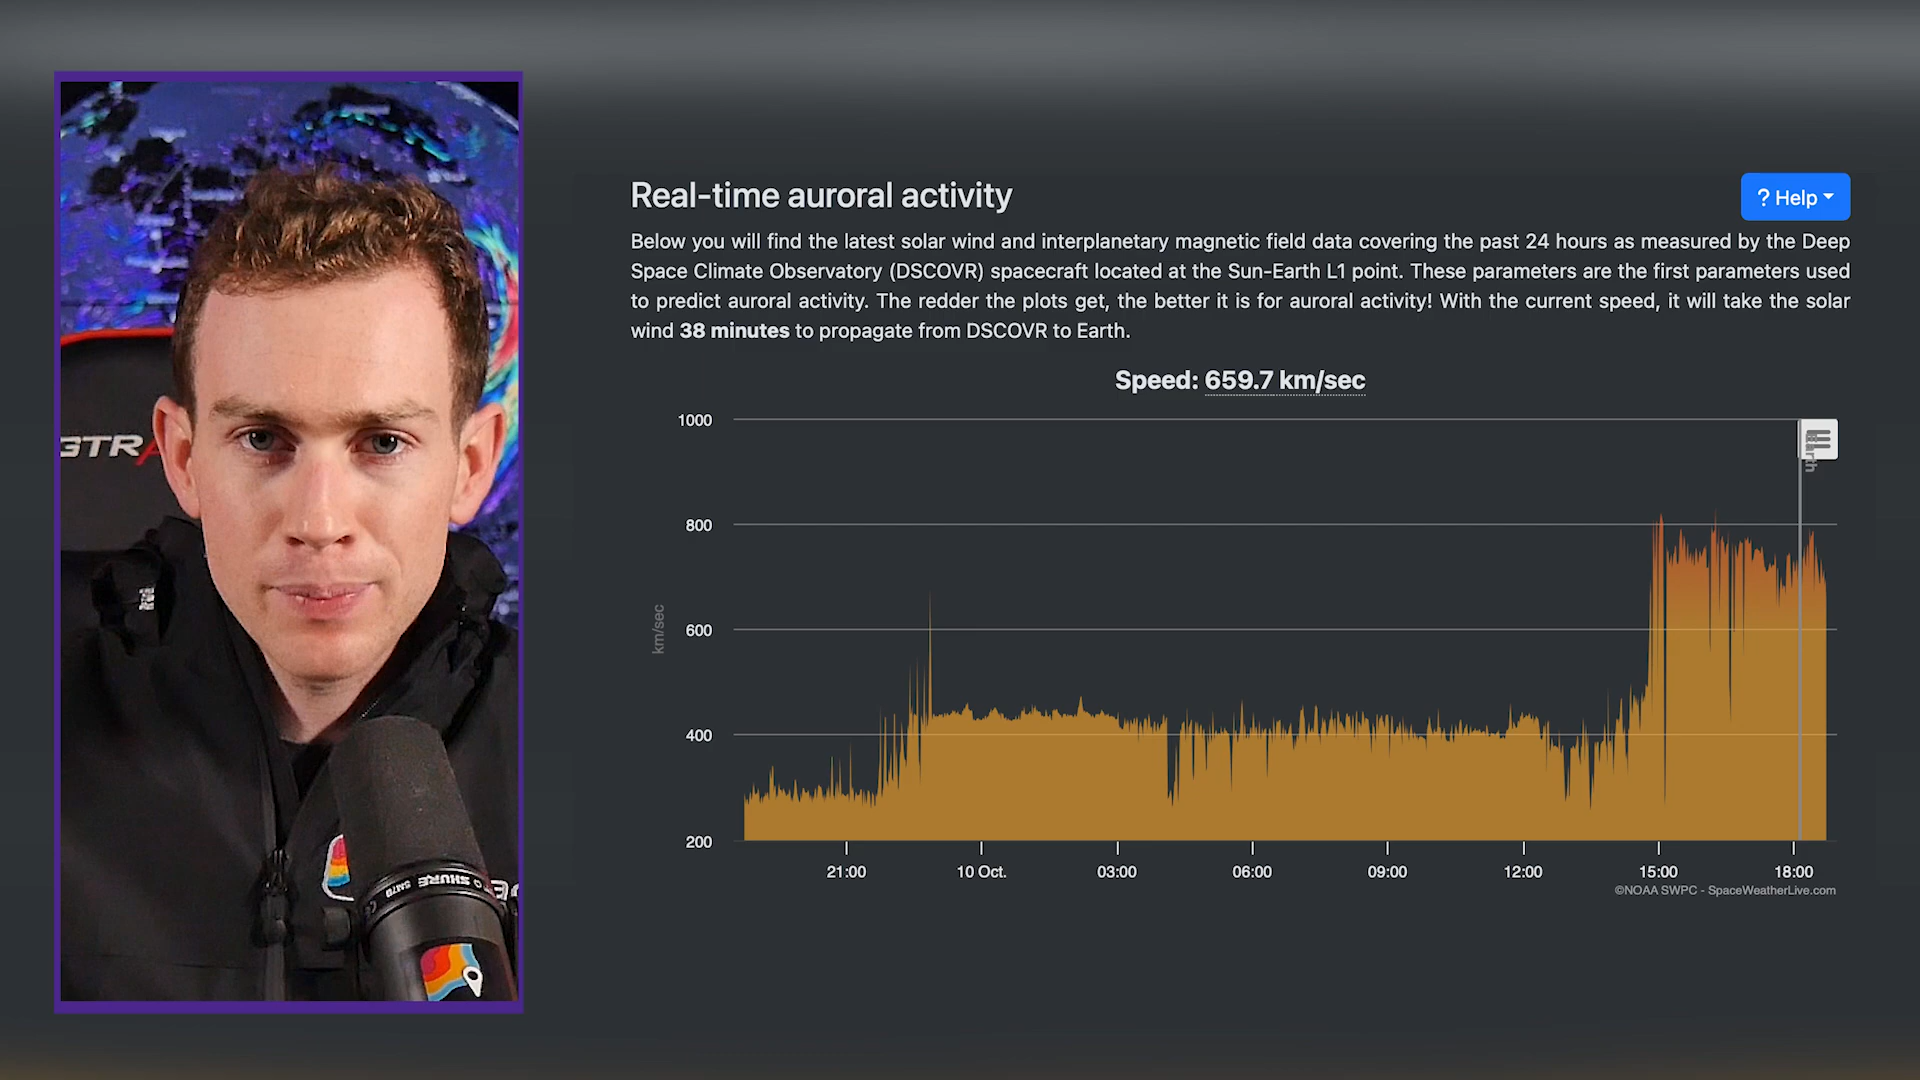 Real-time auroral activity
? Help
Below you will find the latest solar wind and interplanetary magnetic field data covering the past 24 hours as measured by the Deep
Space Climate Observatory (DSCOVR) spacecraft located at the Sun-Earth L1 point. These parameters are the first parameters used
to predict auroral activity. The redder the plots get, the better it is for auroral activity! With the current speed, it will take the solar
wind 38 minutes to propagate from DSCOVR to Earth.
Speed: 659.7 km/sec
1000
800
600
400
200
km/sec
21:00 10 Oct. 03:00 06:00 09:00 12:00 15:00 18:00
©NOAA SWPC - SpaceWeatherLive.com
GTR
SHURE